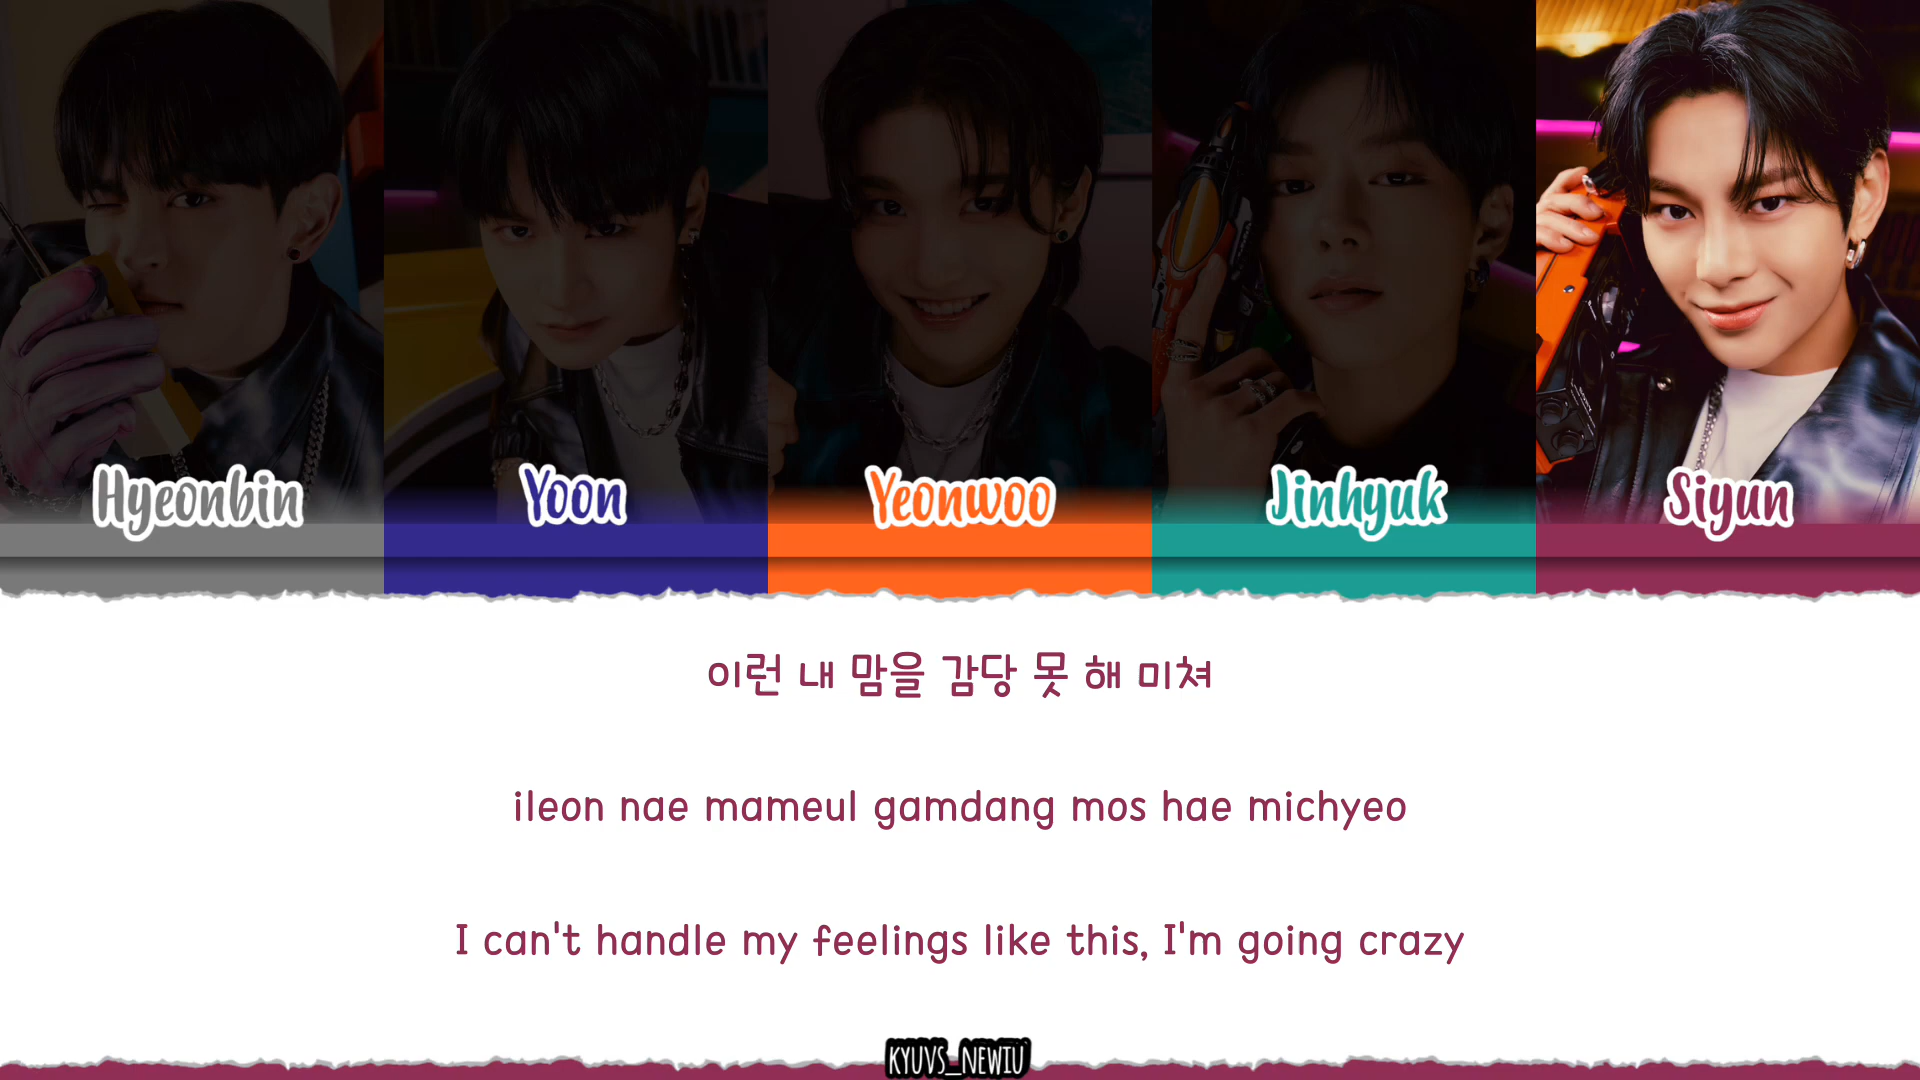 Hyeonbin
Yoon
Yeonwoo
Jinhyuk
Siyun
이런 내 맘을 감당 못 해 미쳐
ileon nae mameul gamdang mos hae michyeo
I can't handle my feelings like this, I'm going crazy
KYUVS_NEWIU